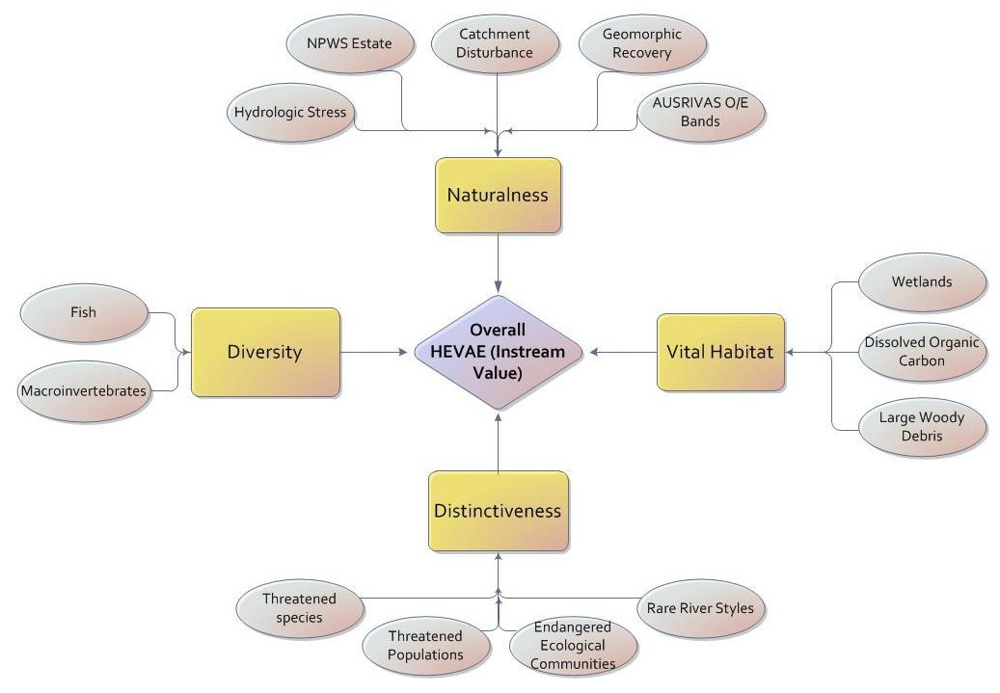 NPWS Estate
Catchment
Disturbance
Geomorphic
Recovery
Hydrologic Stress
AUSRIVAS O/E
Bands
Naturalness
Fish
Macroinvertebrates
Diversity
Overall
HEVAE (Instream
Value)
Vital Habitat
Wetlands
Dissolved Organic
Carbon
Large Woody
Debris
Distinctiveness
Threatened
species
Threatened
Populations
Endangered
Ecological
Communities
Rare River Styles